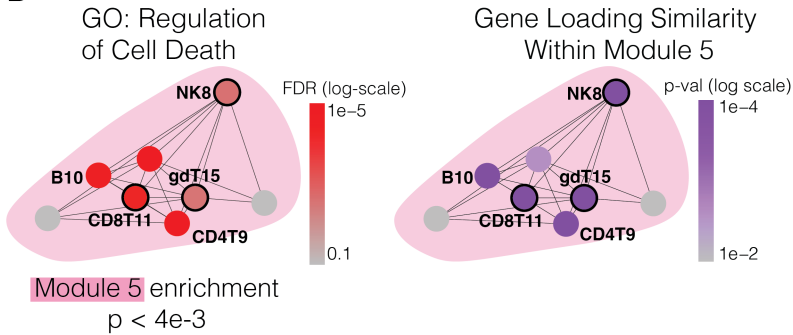 GO: Regulation
of Cell Death
FDR (log-scale)
1e-5
0.1
NK8
B10
gdT15
CD8T11
CD4T9
Module 5 enrichment
p < 4e-3
Gene Loading Similarity
Within Module 5
p-val (log scale)
1e-4
1e-2
NK8
B10
gdT15
CD8T11
CD4T9